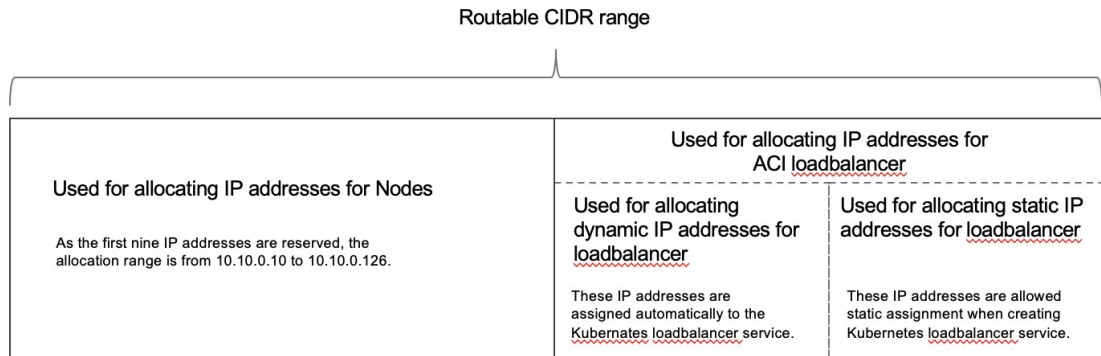 Routable CIDR range
Used for allocating IP addresses for Nodes
As the first nine IP addresses are reserved, the
allocation range is from 10.10.0.10 to 10.10.0.126.
Used for allocating IP addresses for
ACI loadbalancer
Used for allocating
dynamic IP addresses for
loadbalancer
These IP addresses are
assigned automatically to the
Kubernates loadbalancer service.
Used for allocating static IP
addresses for loadbalancer
These IP addresses are allowed
static assignment when creating
Kubernetes loadbalancer service.